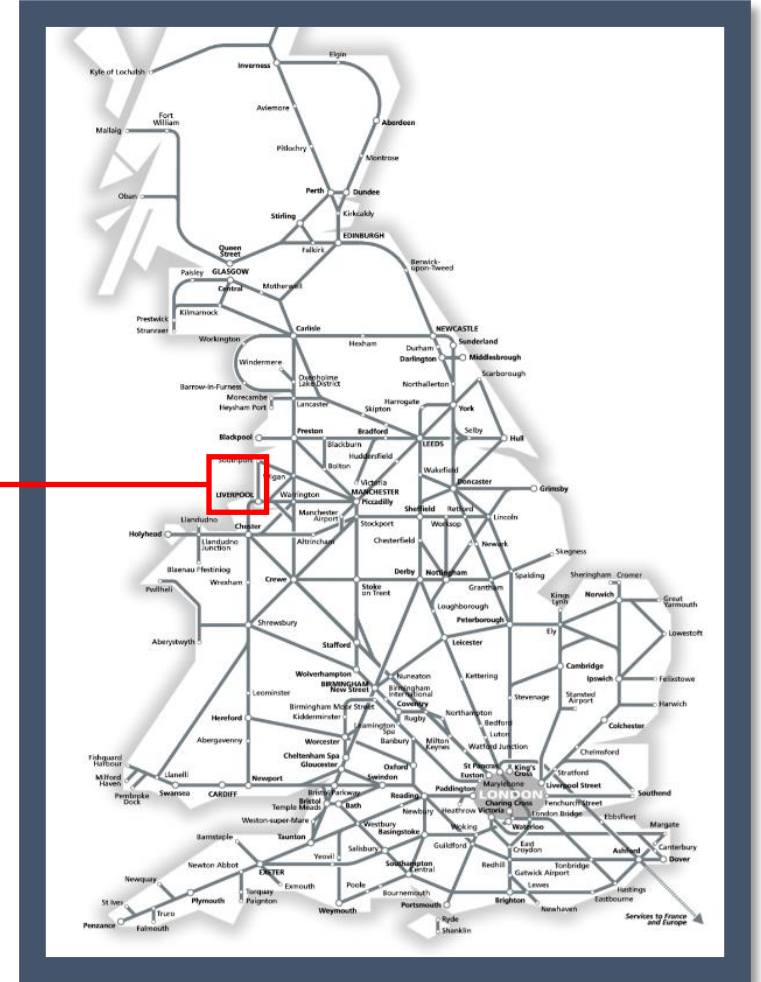 Elgin
Inverness
Kyle of Lochalsh
Aviemore
Fort
William
Aberdeen
Mallaig
Pitlochry
Montrose
Perth
Dundee
Oban
Stirling
Kirkcaldy
EDINBURGH
Queen
Street
Falkirk
Berwick-
upon-Tweed
Paisley
GLASGOW
Central
Motherwell
Prestwick
Kilmarnock
Stranraer
Carlisle
NEWCASTLE
Workington
Hexham
Durham
Sunderland
Darlington
Middlesbrough
Windermere
Oxenholme
Lake District
Northallerton
Scarborough
Barrow-in-Furness
Morecambe
Heysham Port
Lancaster
Harrogate
Skipton
York
Blackpool
Preston
Bradford
LEEDS
Selby
Hull
Blackburn
Huddersfield
Southport
Bolton
Wakefield
Wigan
Victoria
Doncaster
Grimsby
LIVERPOOL
Warrington
MANCHESTER
Piccadilly
Manchester
Airport
Sheffield
Retford
Lincoln
Llandudno
Chester
Stockport
Worksop
Holyhead
Llandudno
Junction
Altrincham
Chesterfield
Newark
Skegness
Blaenau Ffestiniog
Wrexham
Crewe
Stoke
on Trent
Derby
Nottingham
Grantham
Spalding
Sheringham
Cromer
Pwllheli
Kings
Lynn
Norwich
Great
Yarmouth
Loughborough
Peterborough
Shrewsbury
Ely
Lowestoft
Aberystwyth
Stafford
Leicester
Wolverhampton
Nuneaton
Kettering
Cambridge
BIRMINGHAM
New Street
Birmingham
International
Ipswich
Felixstowe
Leominster
Stevenage
Stansted
Airport
Birmingham Moor Street
Coventry
Harwich
Hereford
Kidderminster
Rugby
Northampton
Leamington
Spa
Bedford
Colchester
Abergavenny
Worcester
Banbury
Milton
Keynes
Luton
Cheltenham Spa
Watford Junction
Chelmsford
Fishguard
Harbour
Gloucester
Oxford
St Pancras
King's
Cross
Euston
Stratford
Milford
Haven
Llanelli
Newport
Swindon
Paddington
Marylebone
Liverpool Street
Pembroke
Dock
Swansea
CARDIFF
Bristol Parkway
Reading
LONDON
Southend
Bristol
Temple Meads
Bath
Newbury
Heathrow
Victoria
Charing Cross
Fenchurch Street
London Bridge
Ebbsfleet
Weston-super-Mare
Westbury
Basingstoke
Woking
Waterloo
Margate
Barnstaple
Taunton
Salisbury
Guildford
East
Croydon
Canterbury
Yeovil
Ashford
Dover
Newton Abbot
EXETER
Southampton
Central
Redhill
Gatwick Airport
Tonbridge
Newquay
Exmouth
Poole
Lewes
Hastings
St Ives
Plymouth
Torquay
Paignton
Bournemouth
Eastbourne
Truro
Weymouth
Portsmouth
Brighton
Newhaven
Penzance
Falmouth
Ryde
Shanklin
Services to France
and Europe